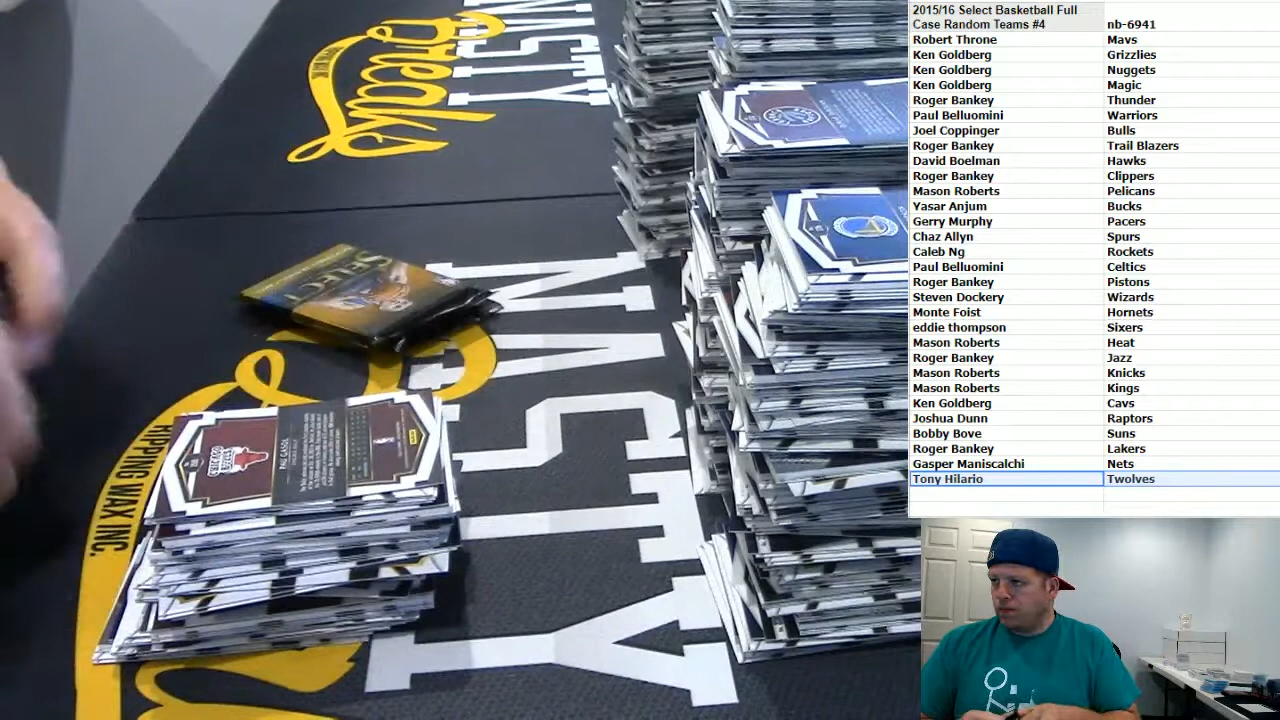 2015/16 Select Basketball Full
Case Random Teams #4 nb-6941
Robert Throne Mavs
Ken Goldberg Grizzlies
Ken Goldberg Nuggets
Ken Goldberg Magic
Roger Bankey Thunder
Paul Belluomini Warriors
Joel Coppinger Bulls
Roger Bankey Trail Blazers
David Boelman Hawks
Roger Bankey Clippers
Mason Roberts Pelicans
Yasar Anjum Bucks
Gerry Murphy Pacers
Chaz Allyn Spurs
Caleb Ng Rockets
Paul Belluomini Celtics
Roger Bankey Pistons
Steven Dockery Wizards
Monte Foist Hornets
eddie thompson Sixers
Mason Roberts Heat
Roger Bankey Jazz
Mason Roberts Knicks
Mason Roberts Kings
Ken Goldberg Cavs
Joshua Dunn Raptors
Bobby Bove Suns
Roger Bankey Lakers
Gasper Maniscalchi Nets
Tony Hilario Twolves
NASTY
Breaks
SELECT
NASTY
RIPPING WAX INC.
PAU GASOL